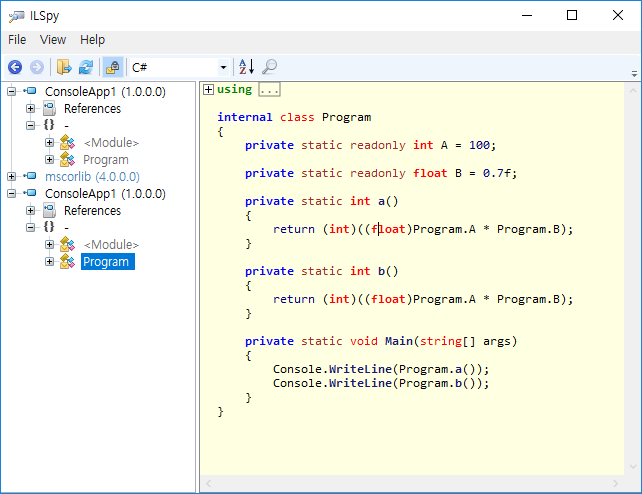 ILSpy
File View Help
C#
ConsoleApp1 (1.0.0.0)
References
{} -
<Module>
Program
mscorlib (4.0.0.0)
ConsoleApp1 (1.0.0.0)
References
{} -
<Module>
Program
using ...
internal class Program
{
    private static readonly int A = 100;
    private static readonly float B = 0.7f;
    private static int a()
    {
        return (int)((float)Program.A * Program.B);
    }
    private static int b()
    {
        return (int)((float)Program.A * Program.B);
    }
    private static void Main(string[] args)
    {
        Console.WriteLine(Program.a());
        Console.WriteLine(Program.b());
    }
}